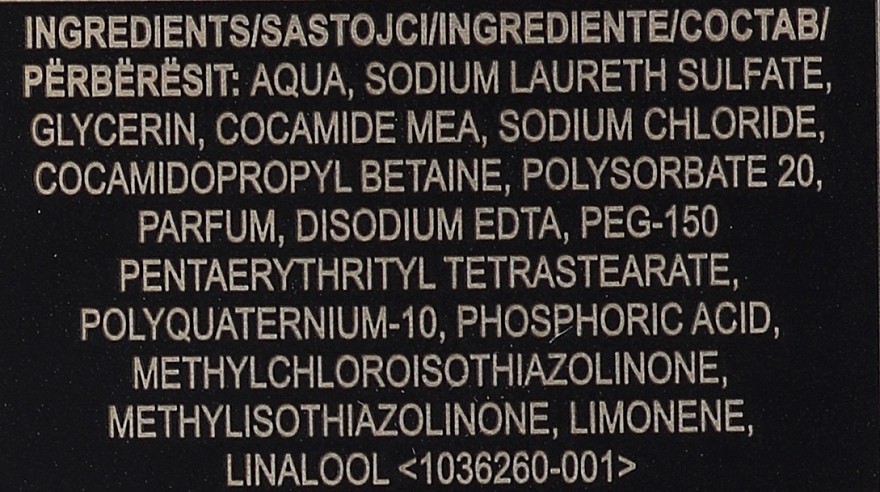 INGREDIENTS/SASTOJCI/INGREDIENTE/COCTAB/
PËRBËRËSIT: AQUA, SODIUM LAURETH SULFATE,
GLYCERIN, COCAMIDE MEA, SODIUM CHLORIDE,
COCAMIDOPROPYL BETAINE, POLYSORBATE 20,
PARFUM, DISODIUM EDTA, PEG-150
PENTAERYTHRITYL TETRASTEARATE,
POLYQUATERNIUM-10, PHOSPHORIC ACID,
METHYLCHLOROISOTHIAZOLINONE,
METHYLISOTHIAZOLINONE, LIMONENE,
LINALOOL <1036260-001>